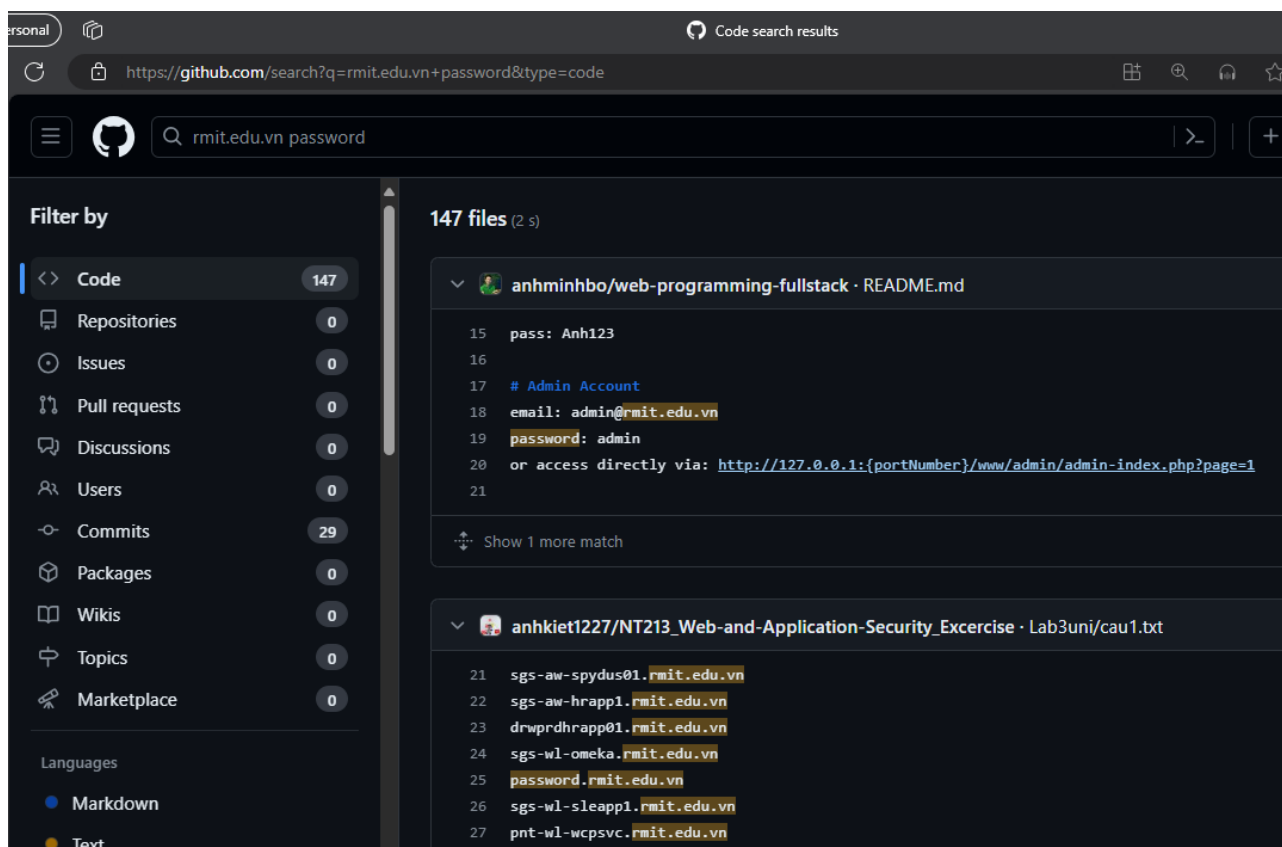 ersonal
Code search results
https://github.com/search?q=rmit.edu.vn+password&type=code
rmit.edu.vn password
Filter by
Code 147
Repositories 0
Issues 0
Pull requests 0
Discussions 0
Users 0
Commits 29
Packages 0
Wikis 0
Topics 0
Marketplace 0
Languages
Markdown
Text
147 files (2 s)
anhminhbo/web-programming-fullstack · README.md
15 pass: Anh123
16
17 # Admin Account
18 email: admin@rmit.edu.vn
19 password: admin
20 or access directly via: http://127.0.0.1:{portNumber}/www/admin/admin-index.php?page=1
21
Show 1 more match
anhkiet1227/NT213_Web-and-Application-Security_Excercise · Lab3uni/cau1.txt
21 sgs-aw-spydus01.rmit.edu.vn
22 sgs-aw-hrapp1.rmit.edu.vn
23 drwprdhrapp01.rmit.edu.vn
24 sgs-wl-omeka.rmit.edu.vn
25 password.rmit.edu.vn
26 sgs-wl-sleapp1.rmit.edu.vn
27 pnt-wl-wcpsvc.rmit.edu.vn